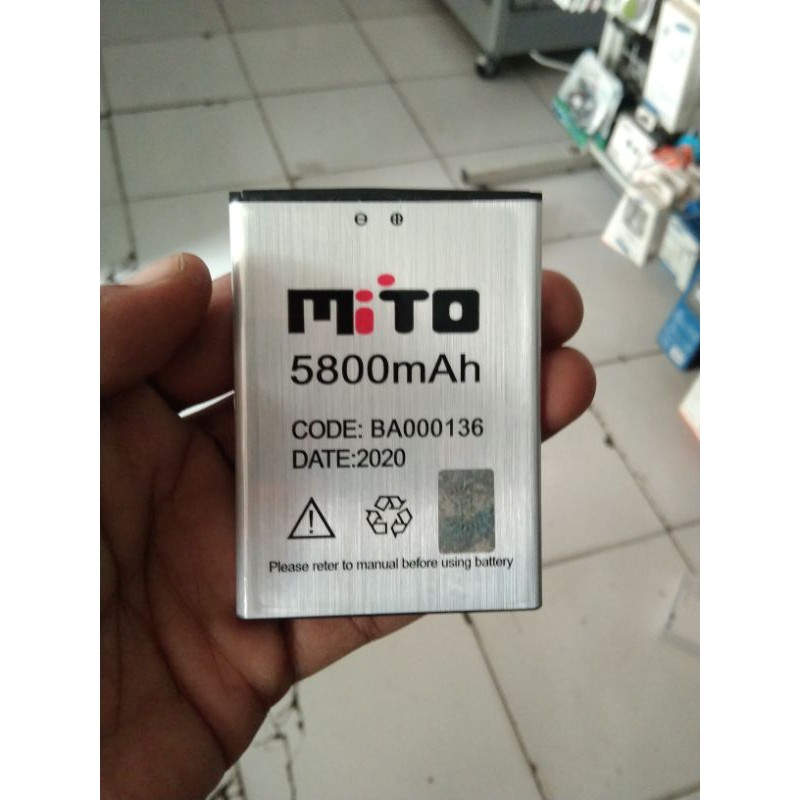 MiTO
5800mAh
CODE: BA000136
DATE:2020
Please reter to manual before using battery